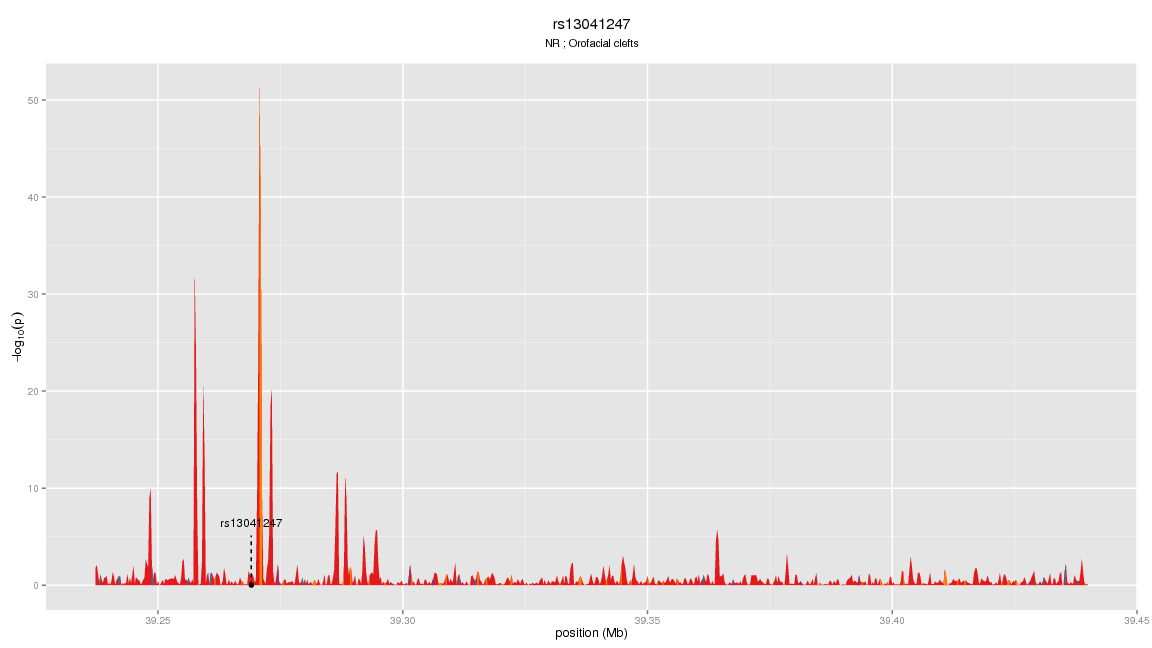 rs13041247
NR ; Orofacial clefts
50
40
30
20
10
0
−log10(p)
rs13041247
39.25
39.30
39.35
39.40
39.45
position (Mb)